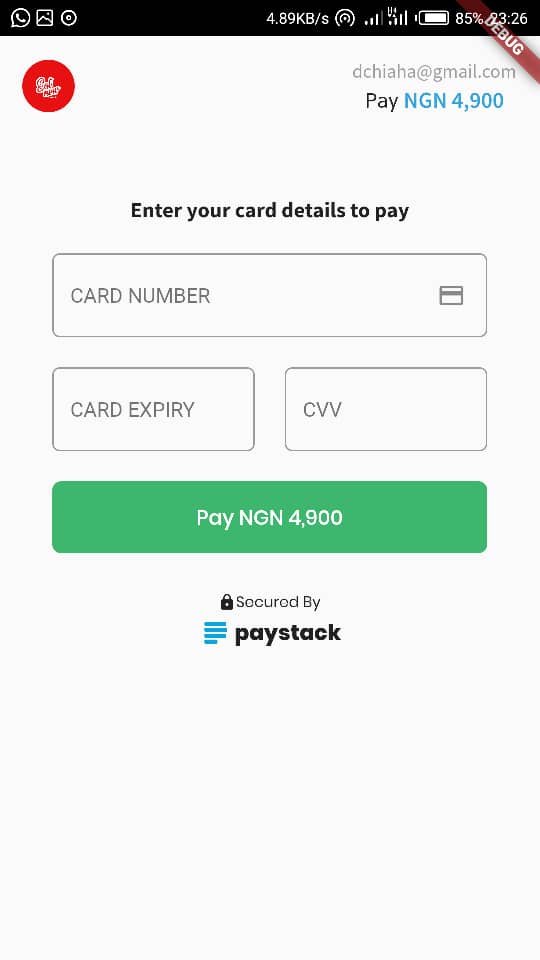 4.89KB/s 85% 23:26
DEBUG
dchiaha@gmail.com
Pay NGN 4,900
Enter your card details to pay
CARD NUMBER
CARD EXPIRY CVV
Pay NGN 4,900
Secured By
paystack